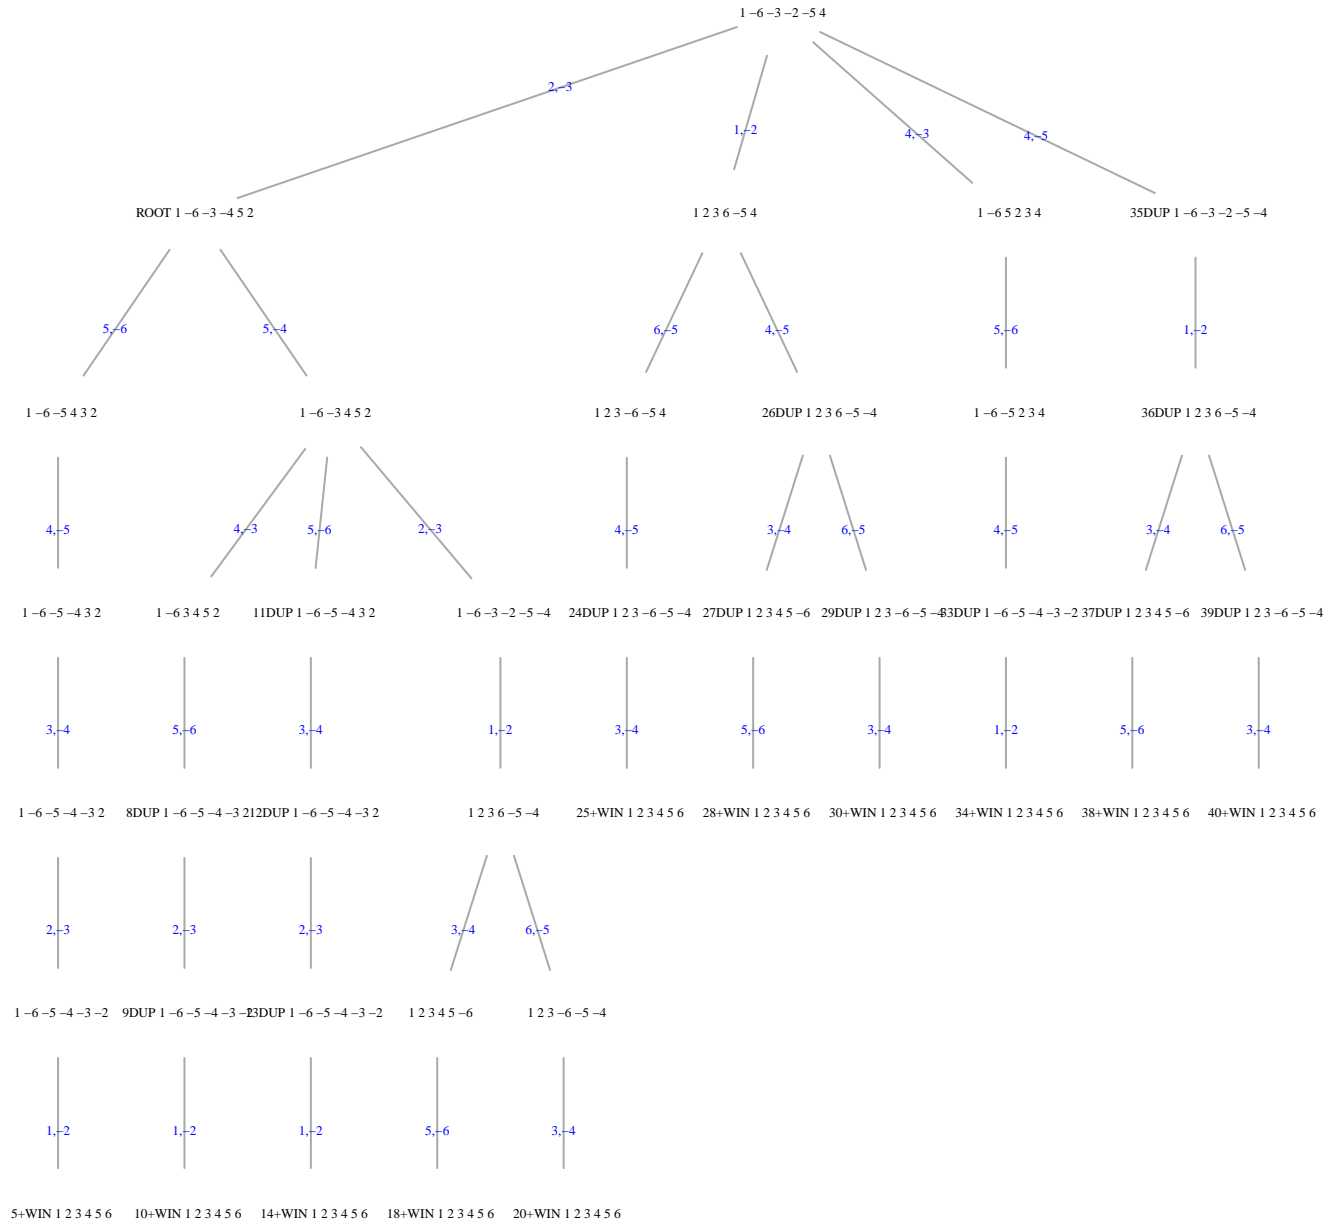 1 −6 −3 −2 −5 4
2,−3
1,−2
4,−3
4,−5
ROOT 1 −6 −3 −4 5 2
1 2 3 6 −5 4
1 −6 5 2 3 4
35DUP 1 −6 −3 −2 −5 −4
5,−6
5,−4
6,−5
4,−5
5,−6
1,−2
1 −6 −5 4 3 2
1 −6 −3 4 5 2
1 2 3 −6 −5 4
26DUP 1 2 3 6 −5 −4
1 −6 −5 2 3 4
36DUP 1 2 3 6 −5 −4
4,−5
4,−3
5,−6
2,−3
4,−5
3,−4
6,−5
4,−5
3,−4
6,−5
1 −6 −5 −4 3 2
1 −6 3 4 5 2
11DUP 1 −6 −5 −4 3 2
1 −6 −3 −2 −5 −4
24DUP 1 2 3 −6 −5 −4
27DUP 1 2 3 4 5 −6
29DUP 1 2 3 −6 −5 −4
33DUP 1 −6 −5 −4 −3 −2
37DUP 1 2 3 4 5 −6
39DUP 1 2 3 −6 −5 −4
3,−4
5,−6
3,−4
1,−2
3,−4
5,−6
3,−4
1,−2
5,−6
3,−4
1 −6 −5 −4 −3 2
8DUP 1 −6 −5 −4 −3 2
12DUP 1 −6 −5 −4 −3 2
1 2 3 6 −5 −4
25+WIN 1 2 3 4 5 6
28+WIN 1 2 3 4 5 6
30+WIN 1 2 3 4 5 6
34+WIN 1 2 3 4 5 6
38+WIN 1 2 3 4 5 6
40+WIN 1 2 3 4 5 6
2,−3
2,−3
2,−3
3,−4
6,−5
1 −6 −5 −4 −3 −2
9DUP 1 −6 −5 −4 −3 −2
13DUP 1 −6 −5 −4 −3 −2
1 2 3 4 5 −6
1 2 3 −6 −5 −4
1,−2
1,−2
1,−2
5,−6
3,−4
5+WIN 1 2 3 4 5 6
10+WIN 1 2 3 4 5 6
14+WIN 1 2 3 4 5 6
18+WIN 1 2 3 4 5 6
20+WIN 1 2 3 4 5 6